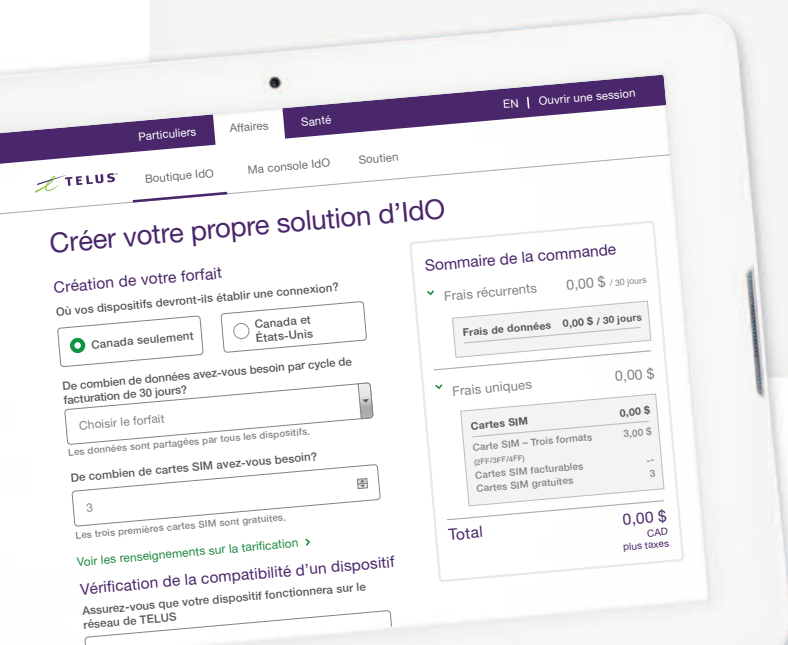 Particuliers
Affaires
Santé
EN | Ouvrir une session
TELUS
Boutique IdO
Ma console IdO
Soutien
Créer votre propre solution d'IdO
Création de votre forfait
Où vos dispositifs devront-ils établir une connexion?
Canada seulement
Canada et
États-Unis
De combien de données avez-vous besoin par cycle de
facturation de 30 jours?
Choisir le forfait
Les données sont partagées par tous les dispositifs.
De combien de cartes SIM avez-vous besoin?
3
Les trois premières cartes SIM sont gratuites.
Voir les renseignements sur la tarification >
Vérification de la compatibilité d'un dispositif
Assurez-vous que votre dispositif fonctionnera sur le
réseau de TELUS
Sommaire de la commande
Frais récurrents 0,00 $ / 30 jours
Frais de données 0,00 $ / 30 jours
Frais uniques 0,00 $
Cartes SIM 0,00 $
Carte SIM – Trois formats 3,00 $
(2FF/3FF/4FF)
Cartes SIM facturables --
Cartes SIM gratuites 3
Total 0,00 $
CAD
plus taxes